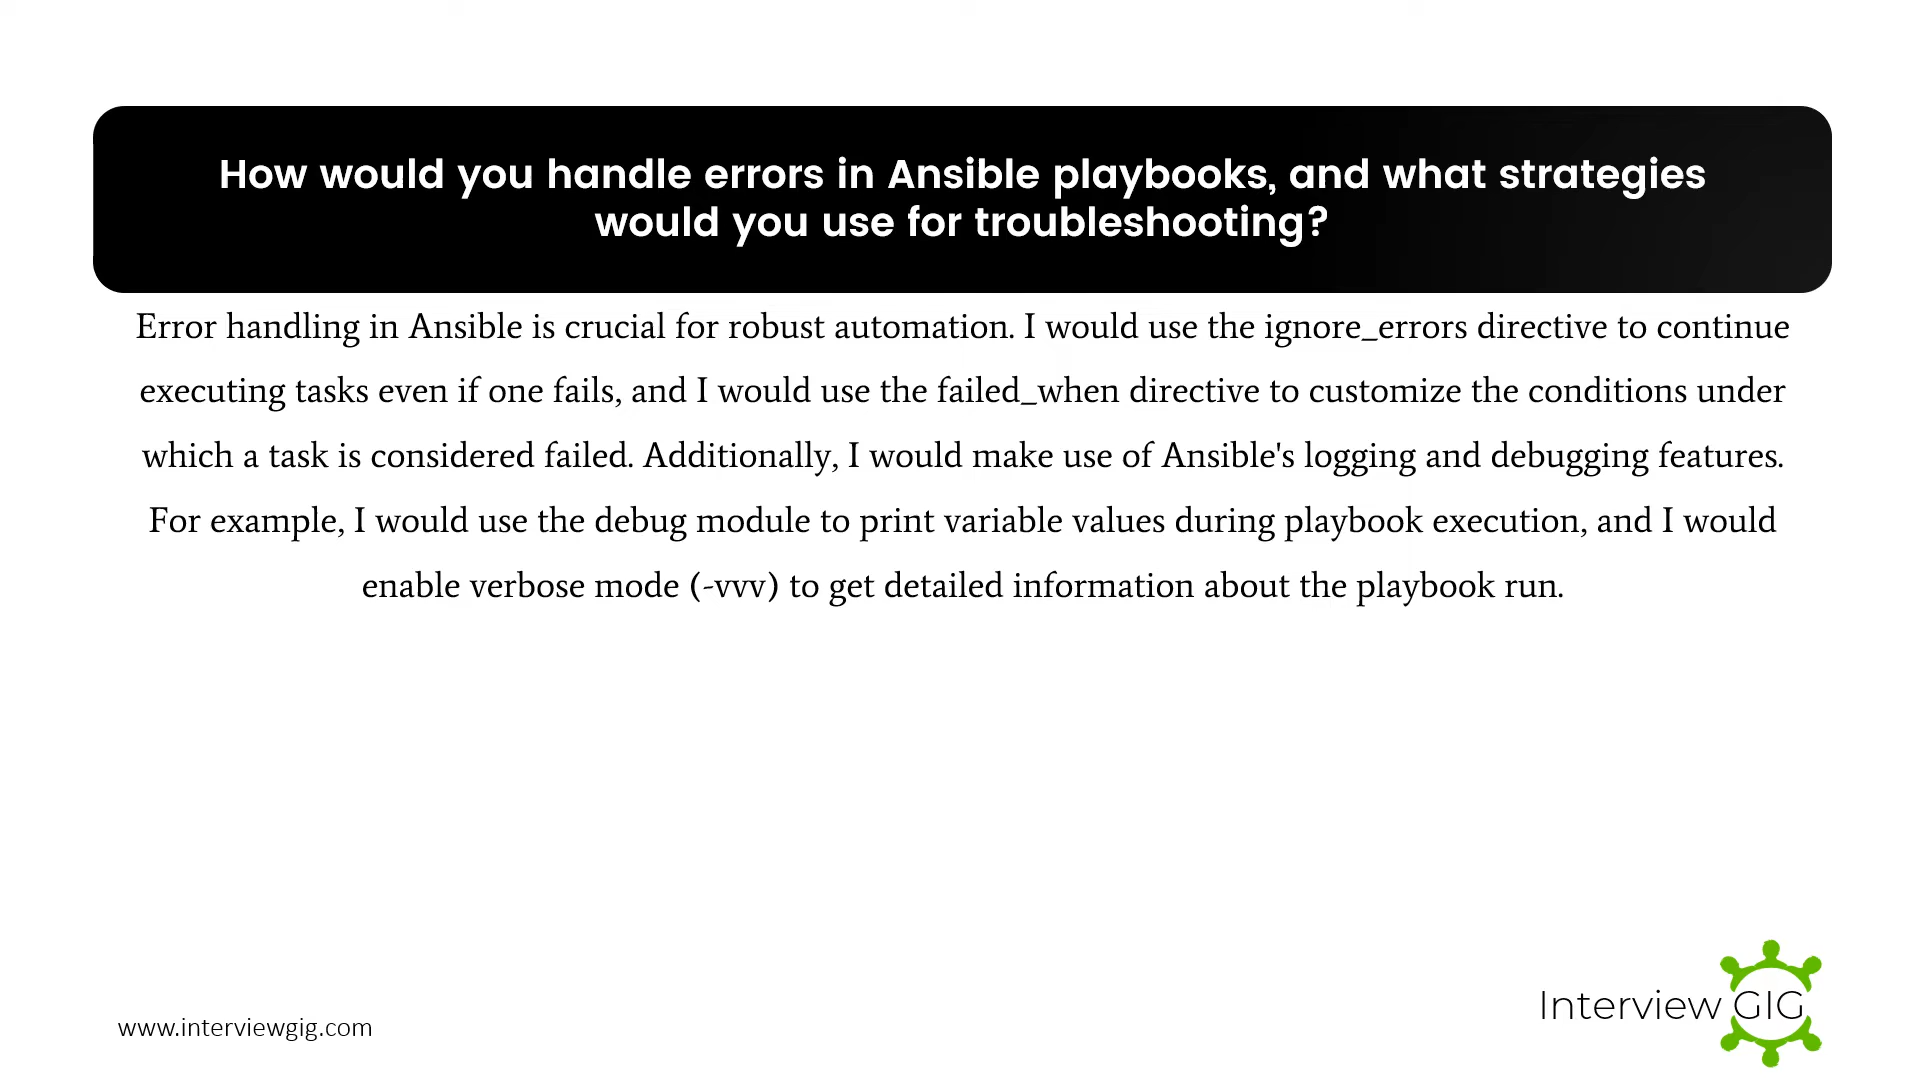 How would you handle errors in Ansible playbooks, and what strategies
would you use for troubleshooting?
Error handling in Ansible is crucial for robust automation. I would use the ignore_errors directive to continue
executing tasks even if one fails, and I would use the failed_when directive to customize the conditions under
which a task is considered failed. Additionally, I would make use of Ansible's logging and debugging features.
For example, I would use the debug module to print variable values during playbook execution, and I would
enable verbose mode (-vvv) to get detailed information about the playbook run.
www.interviewgig.com
Interview GIG